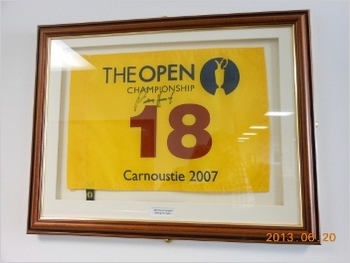 THE OPEN
CHAMPIONSHIP
18
Carnoustie 2007
2013.06.20